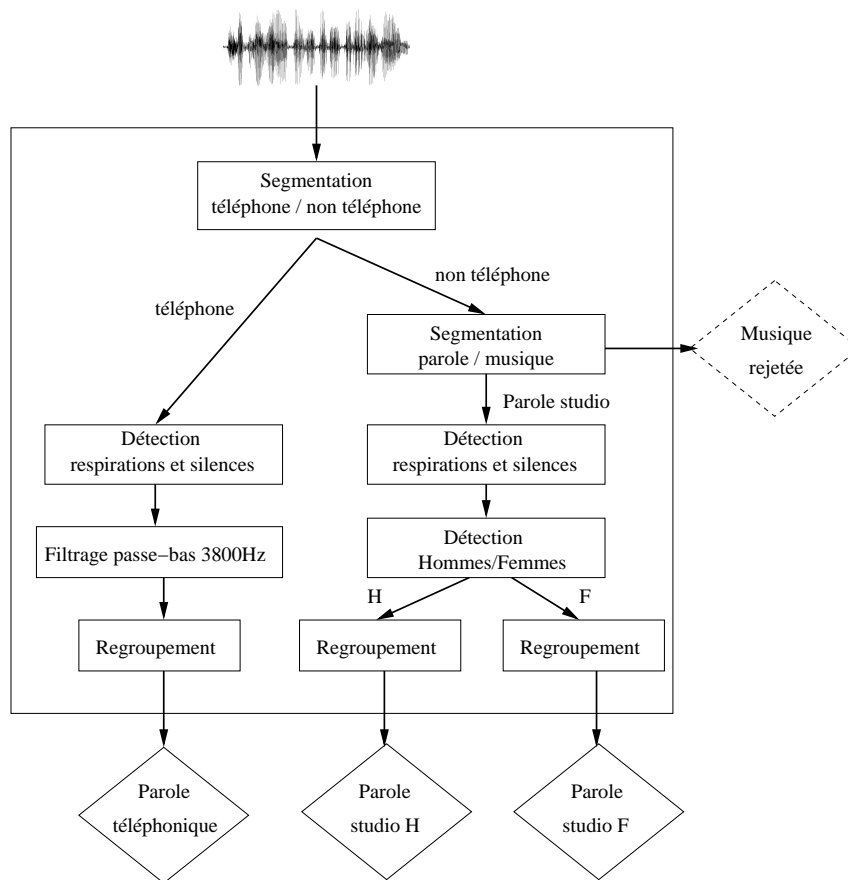 Segmentation
téléphone / non téléphone
non téléphone
téléphone
Segmentation
parole / musique
Musique
rejetée
Parole studio
Détection
respirations et silences
Détection
respirations et silences
Filtrage passe−bas 3800Hz
Détection
Hommes/Femmes
H
F
Regroupement
Regroupement
Regroupement
Parole
téléphonique
Parole
studio H
Parole
studio F